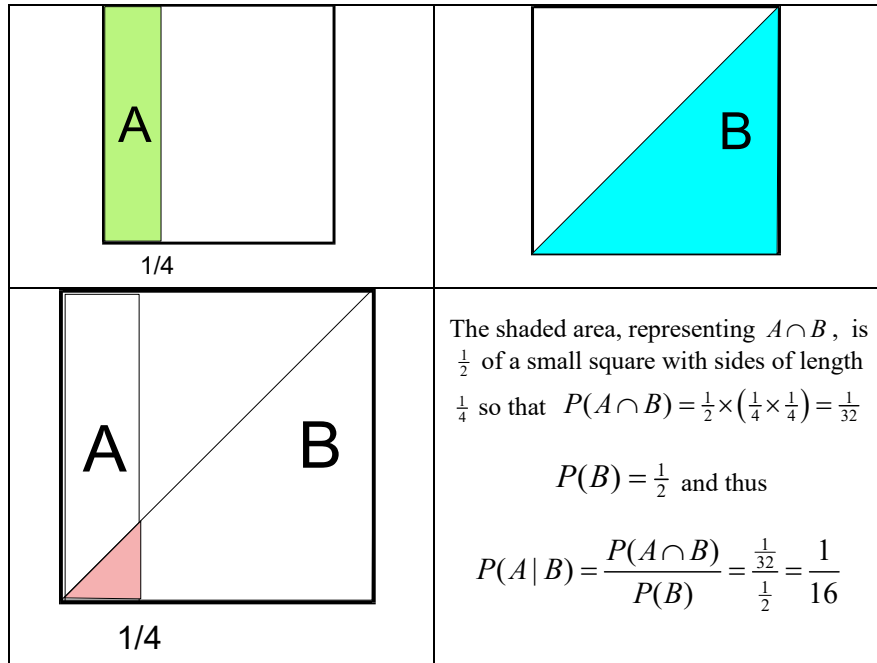 A
1/4
B
A
B
1/4
The shaded area, representing A ∩ B , is
1/2 of a small square with sides of length
1/4 so that P(A ∩ B) = 1/2 × (1/4 × 1/4) = 1/32
P(B) = 1/2 and thus
P(A | B) = P(A ∩ B) / P(B) = 1/32 / 1/2 = 1/16